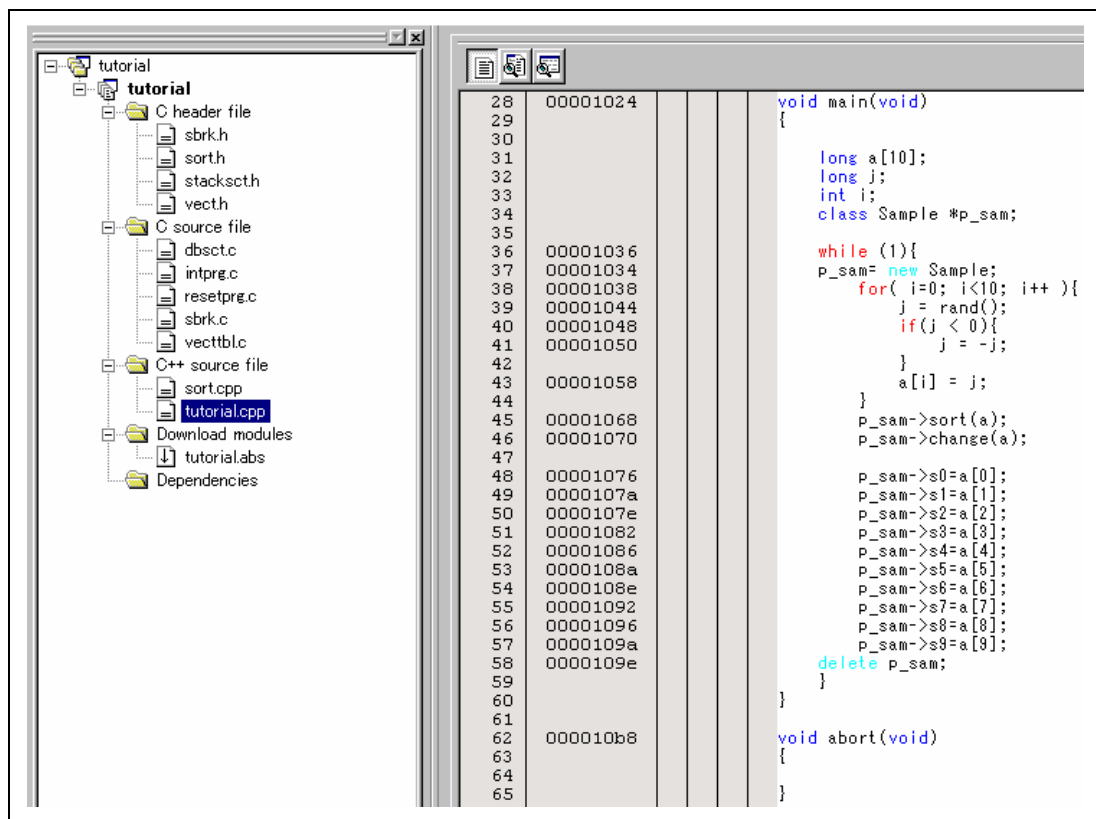 tutorial
tutorial
C header file
sbrk.h
sort.h
stacksct.h
vect.h
C source file
dbsct.c
intprg.c
resetprg.c
sbrk.c
vecttbl.c
C++ source file
sort.cpp
tutorial.cpp
Download modules
tutorial.abs
Dependencies
28 00001024 void main(void)
29 {
30
31 long a[10];
32 long j;
33 int i;
34 class Sample *p_sam;
35
36 00001036 while (1){
37 00001034 p_sam= new Sample;
38 00001038 for( i=0; i<10; i++ ){
39 00001044 j = rand();
40 00001048 if(j < 0){
41 00001050 j = -j;
42 }
43 00001058 a[i] = j;
44 }
45 00001068 p_sam->sort(a);
46 00001070 p_sam->change(a);
47
48 00001076 p_sam->s0=a[0];
49 0000107a p_sam->s1=a[1];
50 0000107e p_sam->s2=a[2];
51 00001082 p_sam->s3=a[3];
52 00001086 p_sam->s4=a[4];
53 0000108a p_sam->s5=a[5];
54 0000108e p_sam->s6=a[6];
55 00001092 p_sam->s7=a[7];
56 00001096 p_sam->s8=a[8];
57 0000109a p_sam->s9=a[9];
58 0000109e delete p_sam;
59 }
60 }
61
62 000010b8 void abort(void)
63 {
64
65 }